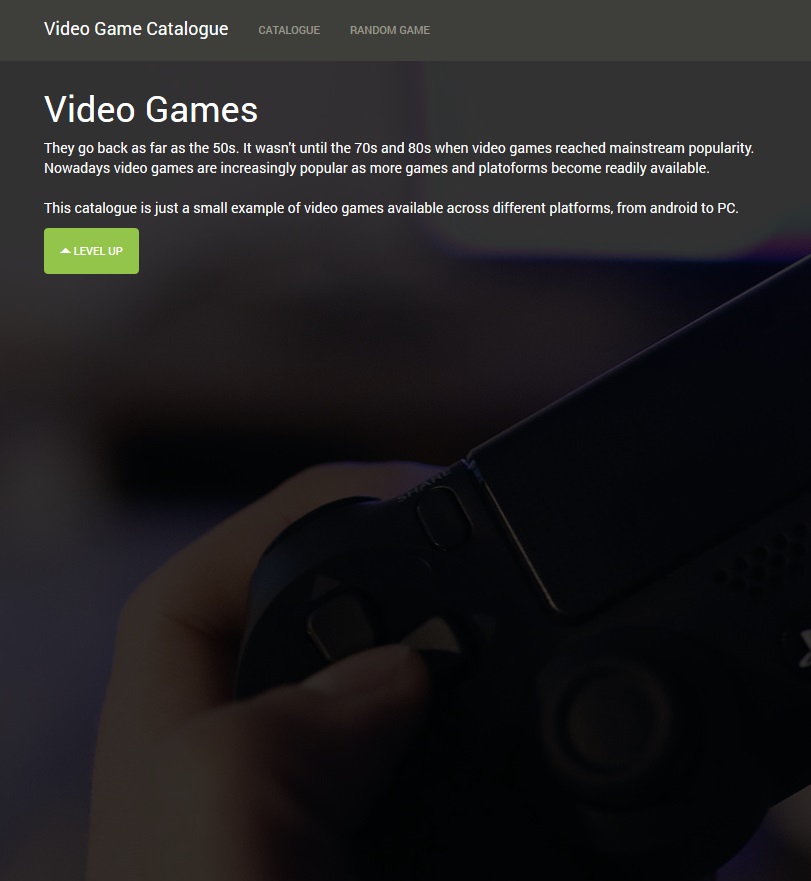 Video Game Catalogue CATALOGUE RANDOM GAME
Video Games
They go back as far as the 50s. It wasn't until the 70s and 80s when video games reached mainstream popularity.
Nowadays video games are increasingly popular as more games and platoforms become readily available.
This catalogue is just a small example of video games available across different platforms, from android to PC.
LEVEL UP
SHARE